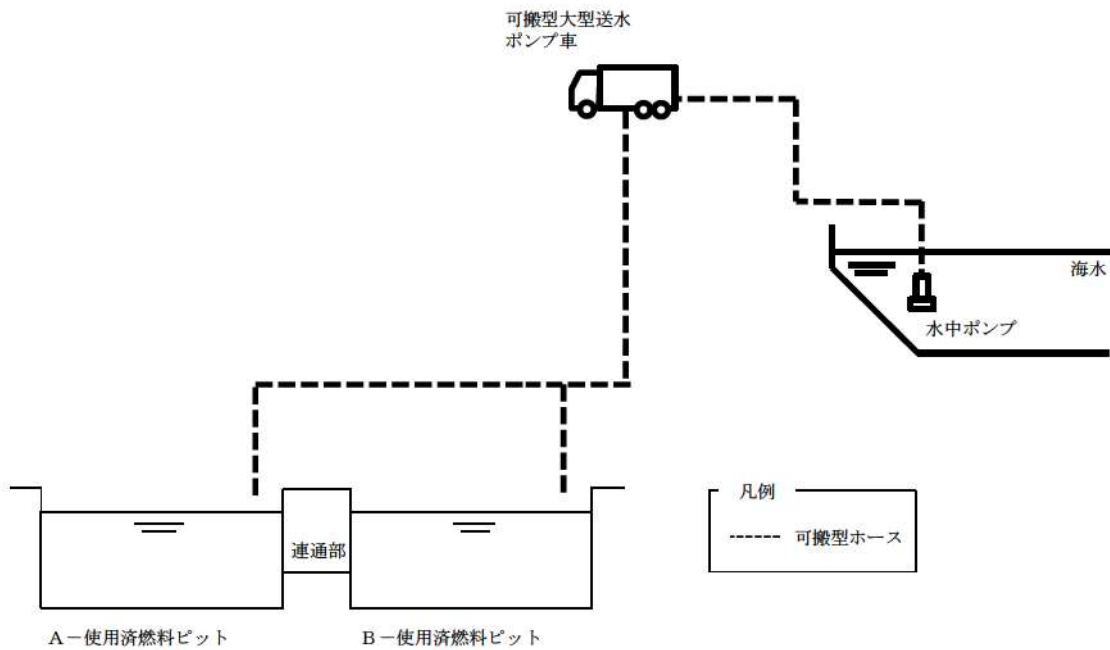 可搬型大型送水
ポンプ車
海水
水中ポンプ
凡例
可搬型ホース
連通部
A－使用済燃料ピット
B－使用済燃料ピット